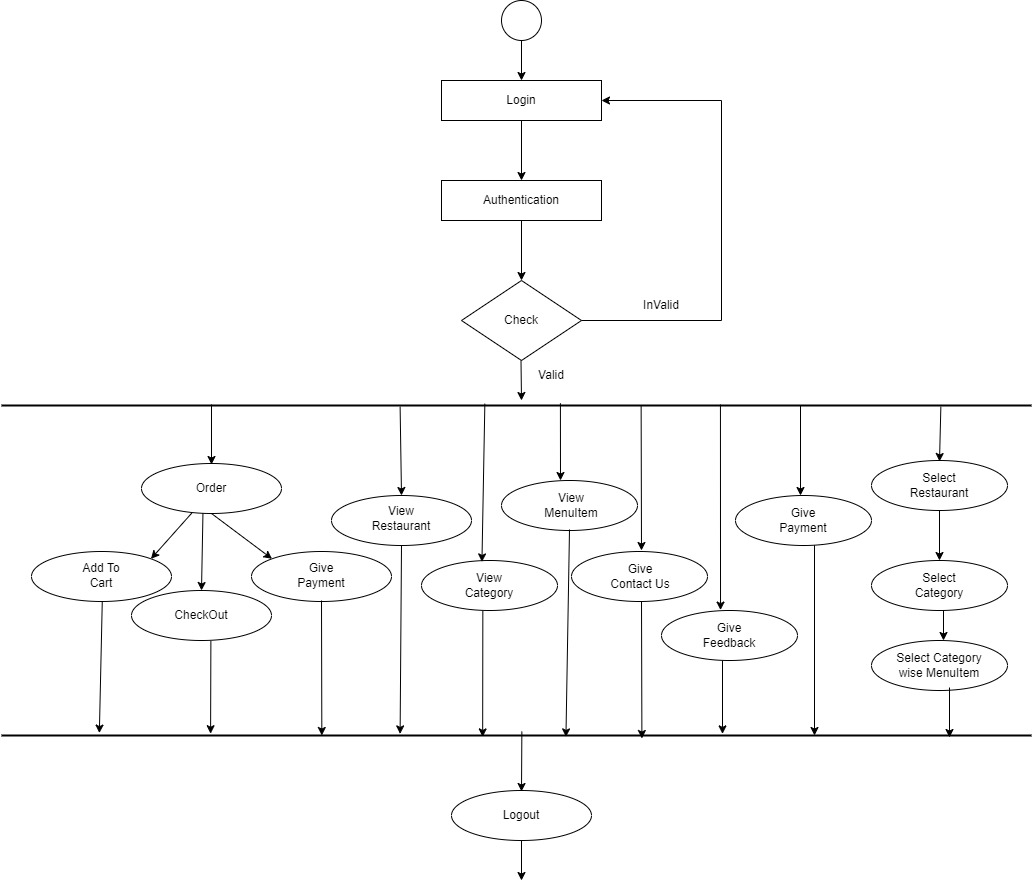 Login
Authentication
Check
InValid
Valid
Order
View
Restaurant
View
MenuItem
Give
Payment
Select
Restaurant
Add To
Cart
CheckOut
Give
Payment
View
Category
Give
Contact Us
Give
Feedback
Select
Category
Select Category
wise MenuItem
Logout